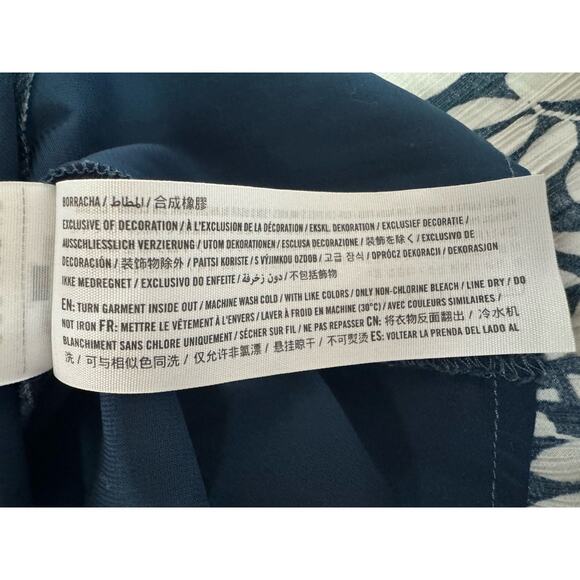 BORRACHA / المطاط / 合成橡膠
EXCLUSIVE OF DECORATION / À L'EXCLUSION DE LA DÉCORATION / EKSKL. DEKORATION / EXCLUSIEF DECORATIE /
AUSSCHLIESSLICH VERZIERUNG / UTOM DEKORATIONEN / ESCLUSA DECORAZIONE / 装飾を除く / EXCLUSIVO DE
DECORACIÓN / 装饰物除外 / PAITSI KORISTE / S VÝJIMKOU OZDOB / 고급 장식 / OPRÓCZ DEKORACJI / DEKORASJON
IKKE MEDREGNET / EXCLUSIVO DO ENFEITE / دون زخرفة / 不包括飾物
EN: TURN GARMENT INSIDE OUT / MACHINE WASH COLD / WITH LIKE COLORS / ONLY NON-CHLORINE BLEACH / LINE DRY / DO
NOT IRON FR: METTRE LE VÊTEMENT À L'ENVERS / LAVER À FROID EN MACHINE (30°C) / AVEC COULEURS SIMILAIRES /
BLANCHIMENT SANS CHLORE UNIQUEMENT / SÉCHER SUR FIL / NE PAS REPASSER CN: 将衣物反面翻出 / 冷水机
洗 / 可与相似色同洗 / 仅允许非氯漂 / 悬挂晾干 / 不可熨烫 ES: VOLTEAR LA PRENDA DEL LADO AL